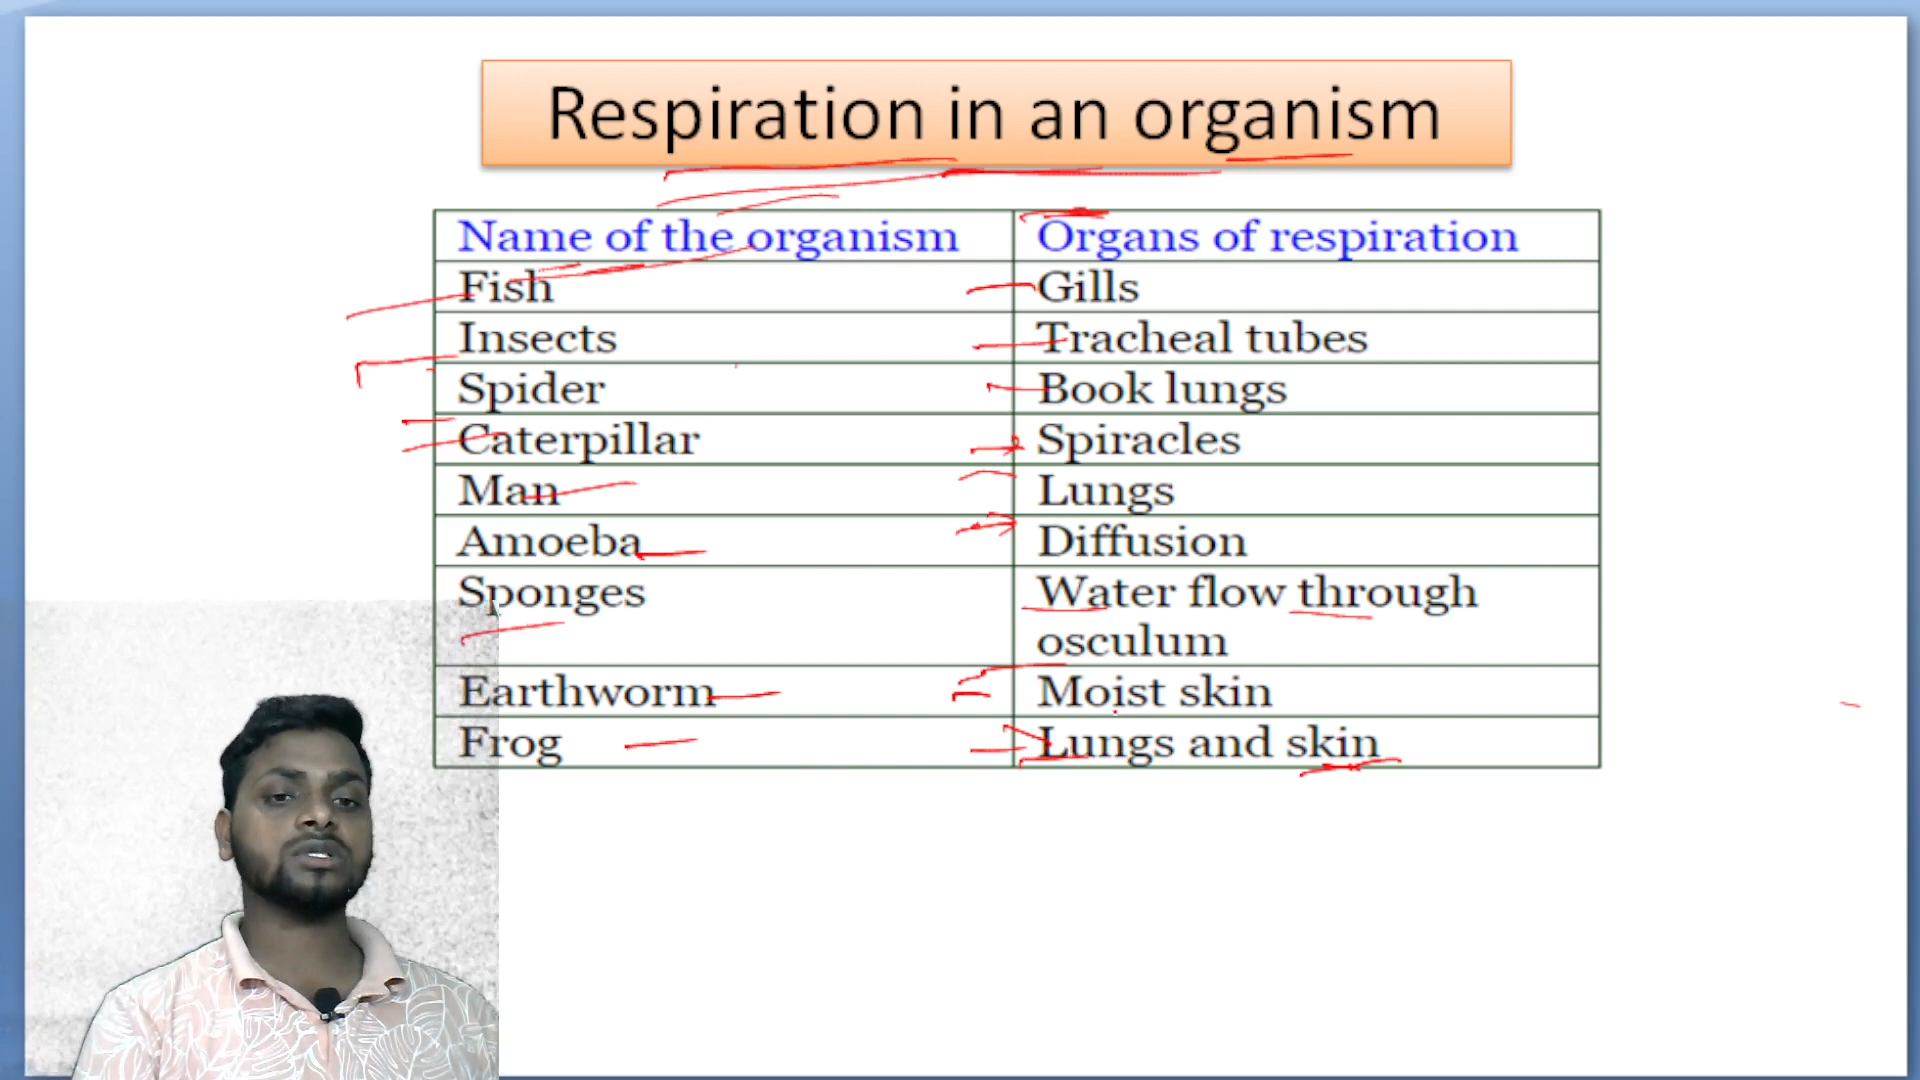 Respiration in an organism
Name of the organism Organs of respiration
Fish Gills
Insects Tracheal tubes
Spider Book lungs
Caterpillar Spiracles
Man Lungs
Amoeba Diffusion
Sponges Water flow through
osculum
Earthworm Moist skin
Frog Lungs and skin